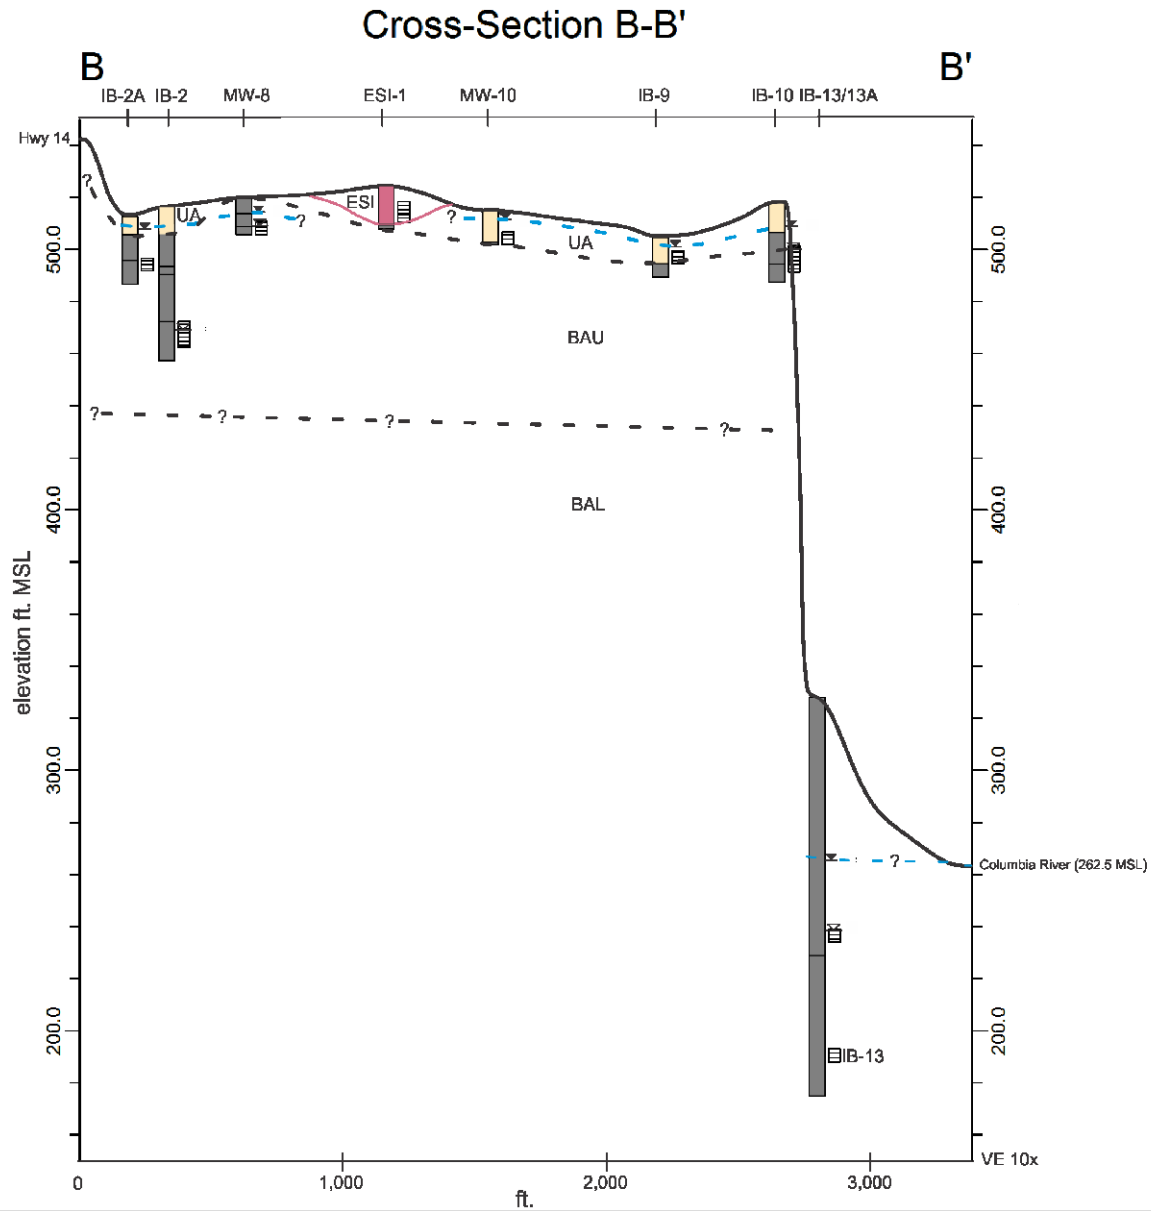 Cross-Section B-B'
B B'
IB-2A IB-2 MW-8 ESI-1 MW-10 IB-9 IB-10 IB-13/13A
Hwy 14
?
ESI
UA
?
?
UA
500.0
500.0
BAU
?
?
?
?
400.0
400.0
BAL
elevation ft. MSL
300.0
300.0
?
Columbia River (262.5 MSL)
200.0
200.0
IB-13
VE 10x
0 1,000 2,000 3,000
ft.